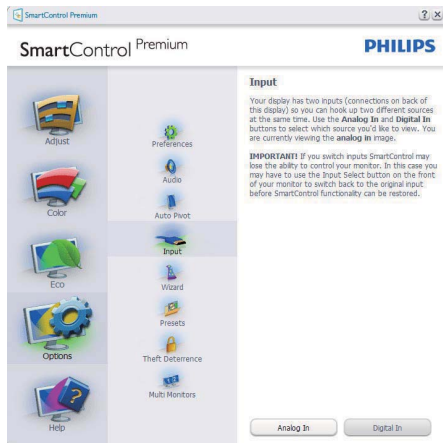 SmartControl Premium
SmartControl Premium
PHILIPS
Adjust
Color
Eco
Options
Help
Preferences
Audio
Auto Pivot
Input
Wizard
Presets
Theft Deterrence
Multi Monitors
Input
Your display has two inputs (connections on back of
this display) so you can hook up two different sources
at the same time. Use the Analog In and Digital In
buttons to select which source you'd like to view. You
are currently viewing the analog in image.
IMPORTANT! If you switch inputs SmartControl may
lose the ability to control your monitor. In this case you
may have to use the Input Select button on the front
of your monitor to switch back to the original input
before SmartControl functionality can be restored.
Analog In
Digital In